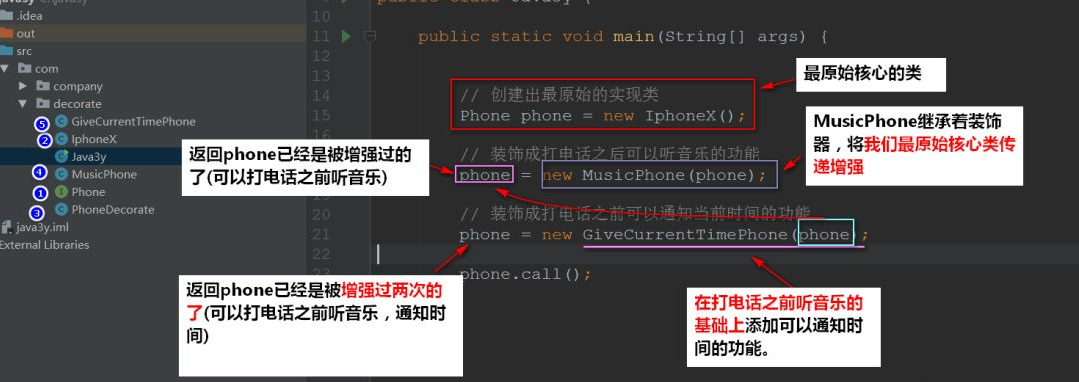 java3y C:\java3y
.idea
out
src
com
company
decorate
5 GiveCurrentTimePhone
2 IphoneX
Java3y
4 MusicPhone
1 Phone
3 PhoneDecorate
java3y.iml
External Libraries
10
11 public static void main(String[] args) {
12
13
14 // 创建出最原始的实现类
15 Phone phone = new IphoneX();
// 装饰成打电话之后可以听音乐的功能
phone = new MusicPhone(phone);
20 // 装饰成打电话之前可以通知当前时间的功能
21 phone = new GiveCurrentTimePhone(phone);
22
phone.call();
最原始核心的类
MusicPhone继承着装饰
器，将我们最原始核心类传
递增强
返回phone已经是被增强过的
了(可以打电话之前听音乐)
返回phone已经是被增强过两次的
了(可以打电话之前听音乐，通知时
间)
在打电话之前听音乐的
基础上添加可以通知时
间的功能。